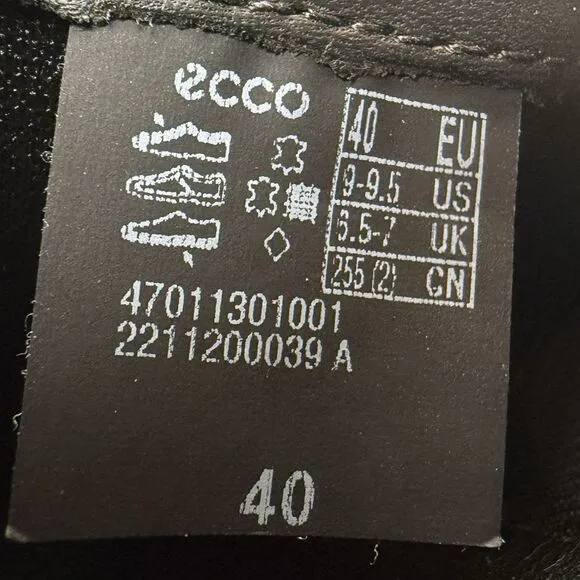 ecco
40 EU
9-9.5 US
6.5-7 UK
255 (2) CN
47011301001
2211200039 A
40